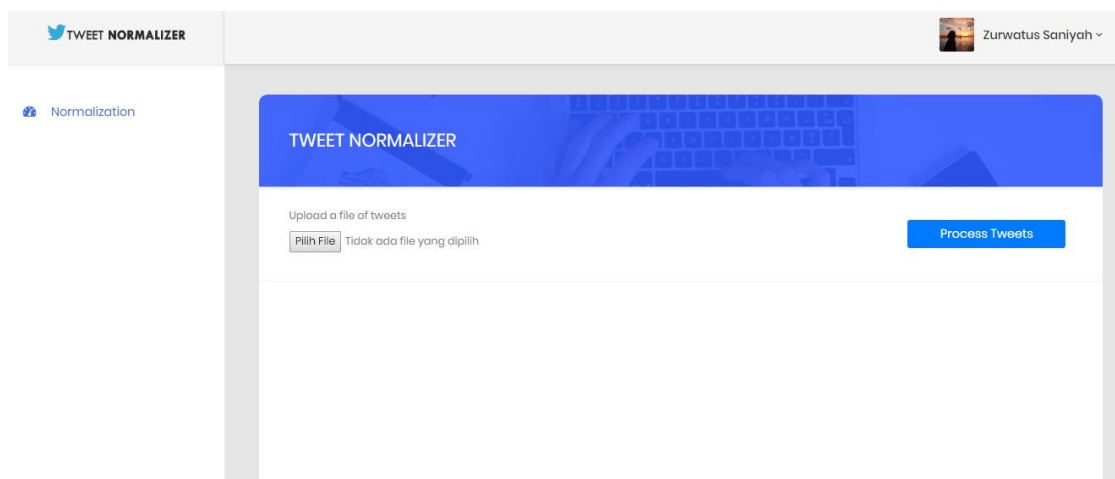 TWEET NORMALIZER
Zurwatus Saniyah
Normalization
TWEET NORMALIZER
Upload a file of tweets
Pilih File Tidak ada file yang dipilih
Process Tweets